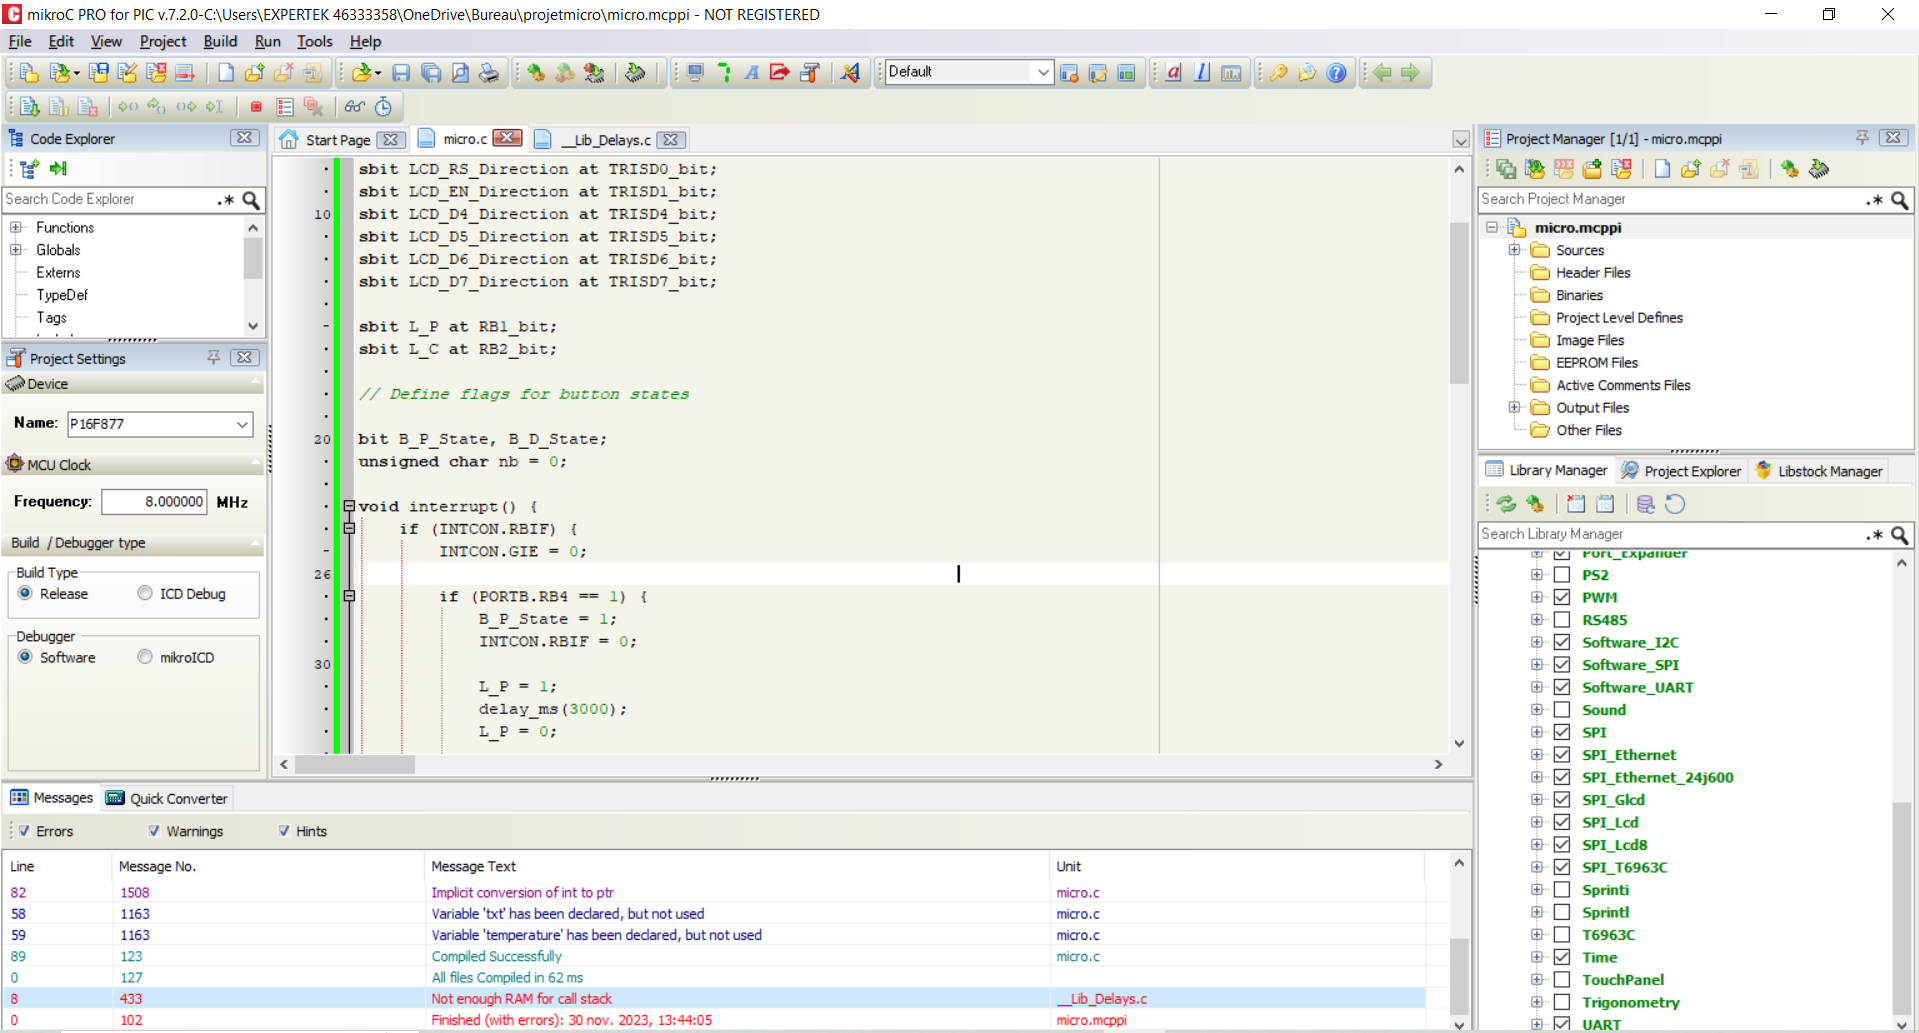 mikroC PRO for PIC v.7.2.0-C:\Users\EXPERTEK 46333358\OneDrive\Bureau\projetmicro\micro.mcppi - NOT REGISTERED
File Edit View Project Build Run Tools Help
Default
Code Explorer
Search Code Explorer
Functions
Globals
Externs
TypeDef
Tags
Project Settings
Device
Name: P16F877
MCU Clock
Frequency: 8.000000 MHz
Build / Debugger type
Build Type
Release ICD Debug
Debugger
Software mikroICD
Start Page micro.c __Lib_Delays.c
sbit LCD_RS_Direction at TRISD0_bit;
sbit LCD_EN_Direction at TRISD1_bit;
10 sbit LCD_D4_Direction at TRISD4_bit;
sbit LCD_D5_Direction at TRISD5_bit;
sbit LCD_D6_Direction at TRISD6_bit;
sbit LCD_D7_Direction at TRISD7_bit;
sbit L_P at RB1_bit;
sbit L_C at RB2_bit;
// Define flags for button states
20 bit B_P_State, B_D_State;
unsigned char nb = 0;
void interrupt() {
if (INTCON.RBIF) {
INTCON.GIE = 0;
26
if (PORTB.RB4 == 1) {
B_P_State = 1;
INTCON.RBIF = 0;
30
L_P = 1;
delay_ms(3000);
L_P = 0;
Messages Quick Converter
Errors Warnings Hints
Line Message No. Message Text Unit
82 1508 Implicit conversion of int to ptr micro.c
58 1163 Variable 'txt' has been declared, but not used micro.c
59 1163 Variable 'temperature' has been declared, but not used micro.c
89 123 Compiled Successfully micro.c
0 127 All files Compiled in 62 ms
8 433 Not enough RAM for call stack __Lib_Delays.c
0 102 Finished (with errors): 30 nov. 2023, 13:44:05 micro.mcppi
Project Manager [1/1] - micro.mcppi
Search Project Manager
micro.mcppi
Sources
Header Files
Binaries
Project Level Defines
Image Files
EEPROM Files
Active Comments Files
Output Files
Other Files
Library Manager Project Explorer Libstock Manager
Search Library Manager
Port_Expander
PS2
PWM
RS485
Software_I2C
Software_SPI
Software_UART
Sound
SPI
SPI_Ethernet
SPI_Ethernet_24j600
SPI_Glcd
SPI_Lcd
SPI_Lcd8
SPI_T6963C
Sprinti
Sprintl
T6963C
Time
TouchPanel
Trigonometry
UART